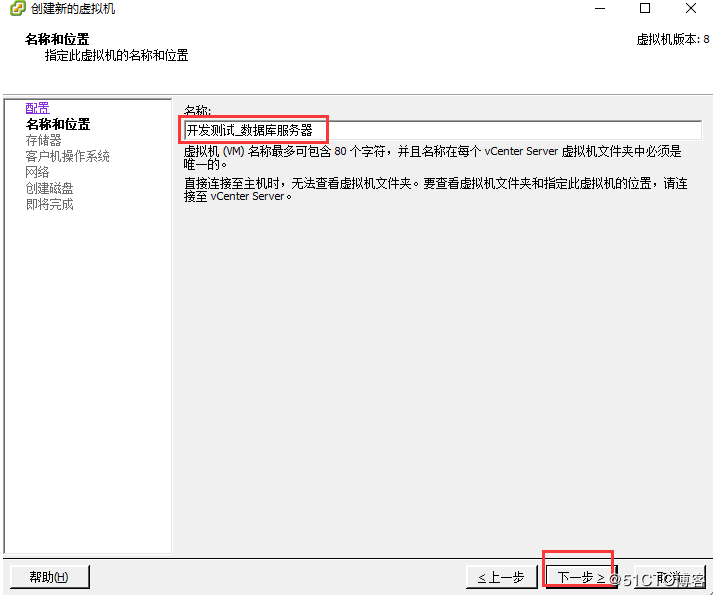 创建新的虚拟机
名称和位置
指定此虚拟机的名称和位置
虚拟机版本: 8
配置
名称和位置
存储器
客户机操作系统
网络
创建磁盘
即将完成
名称:
开发测试_数据库服务器
虚拟机 (VM) 名称最多可包含 80 个字符，并且名称在每个 vCenter Server 虚拟机文件夹中必须是
唯一的。
直接连接至主机时，无法查看虚拟机文件夹。要查看虚拟机文件夹和指定此虚拟机的位置，请连
接至 vCenter Server。
帮助(H)
≤上一步
下一步 ≥
取消
@51CTO博客